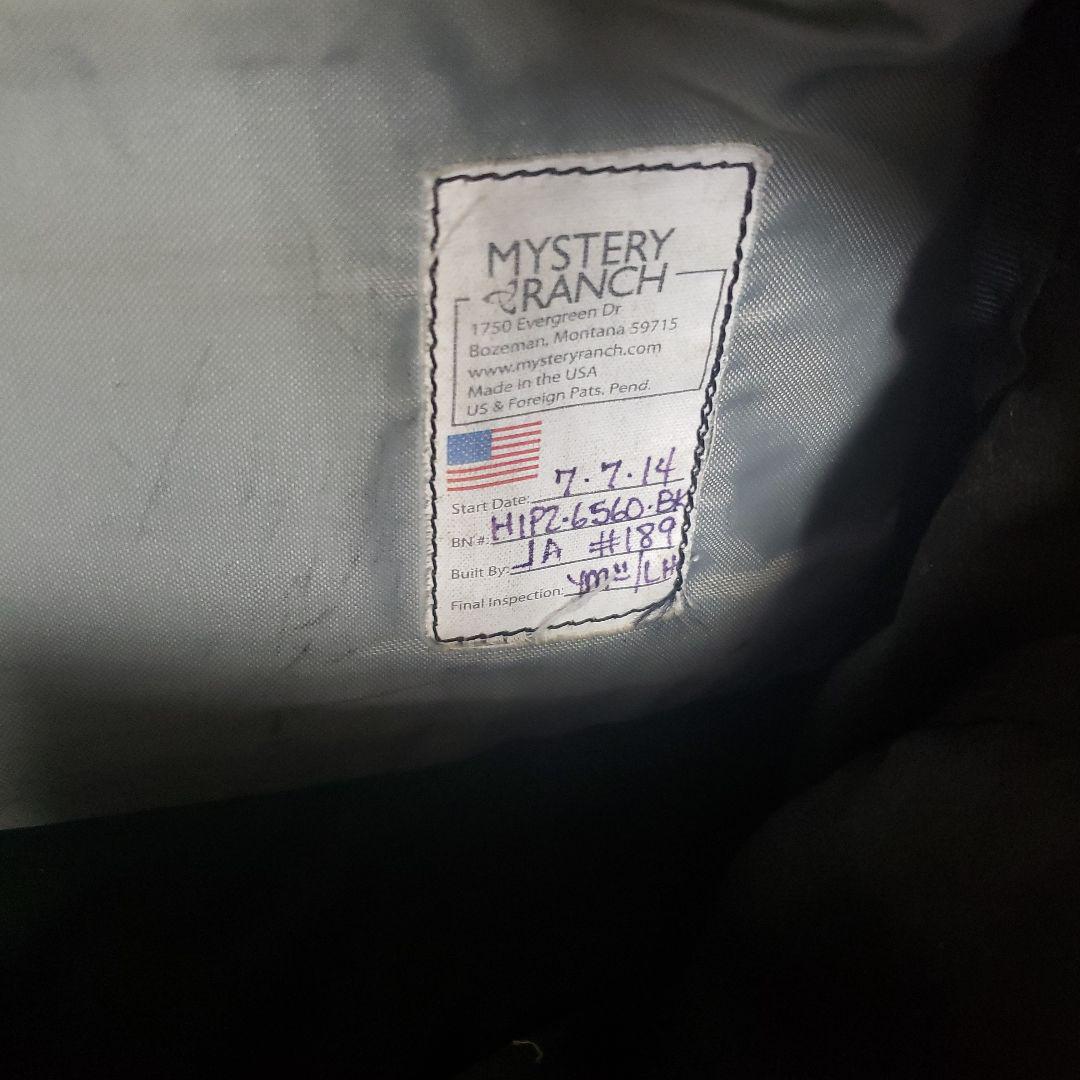 MYSTERY
RANCH
1750 Evergreen Dr
Bozeman, Montana 59715
www.mysteryranch.com
Made in the USA
US & Foreign Pats. Pend.
Start Date: 7.7.14
BN #: HIPZ-6560-BK
Built By: JA #189
Final Inspection: /LH